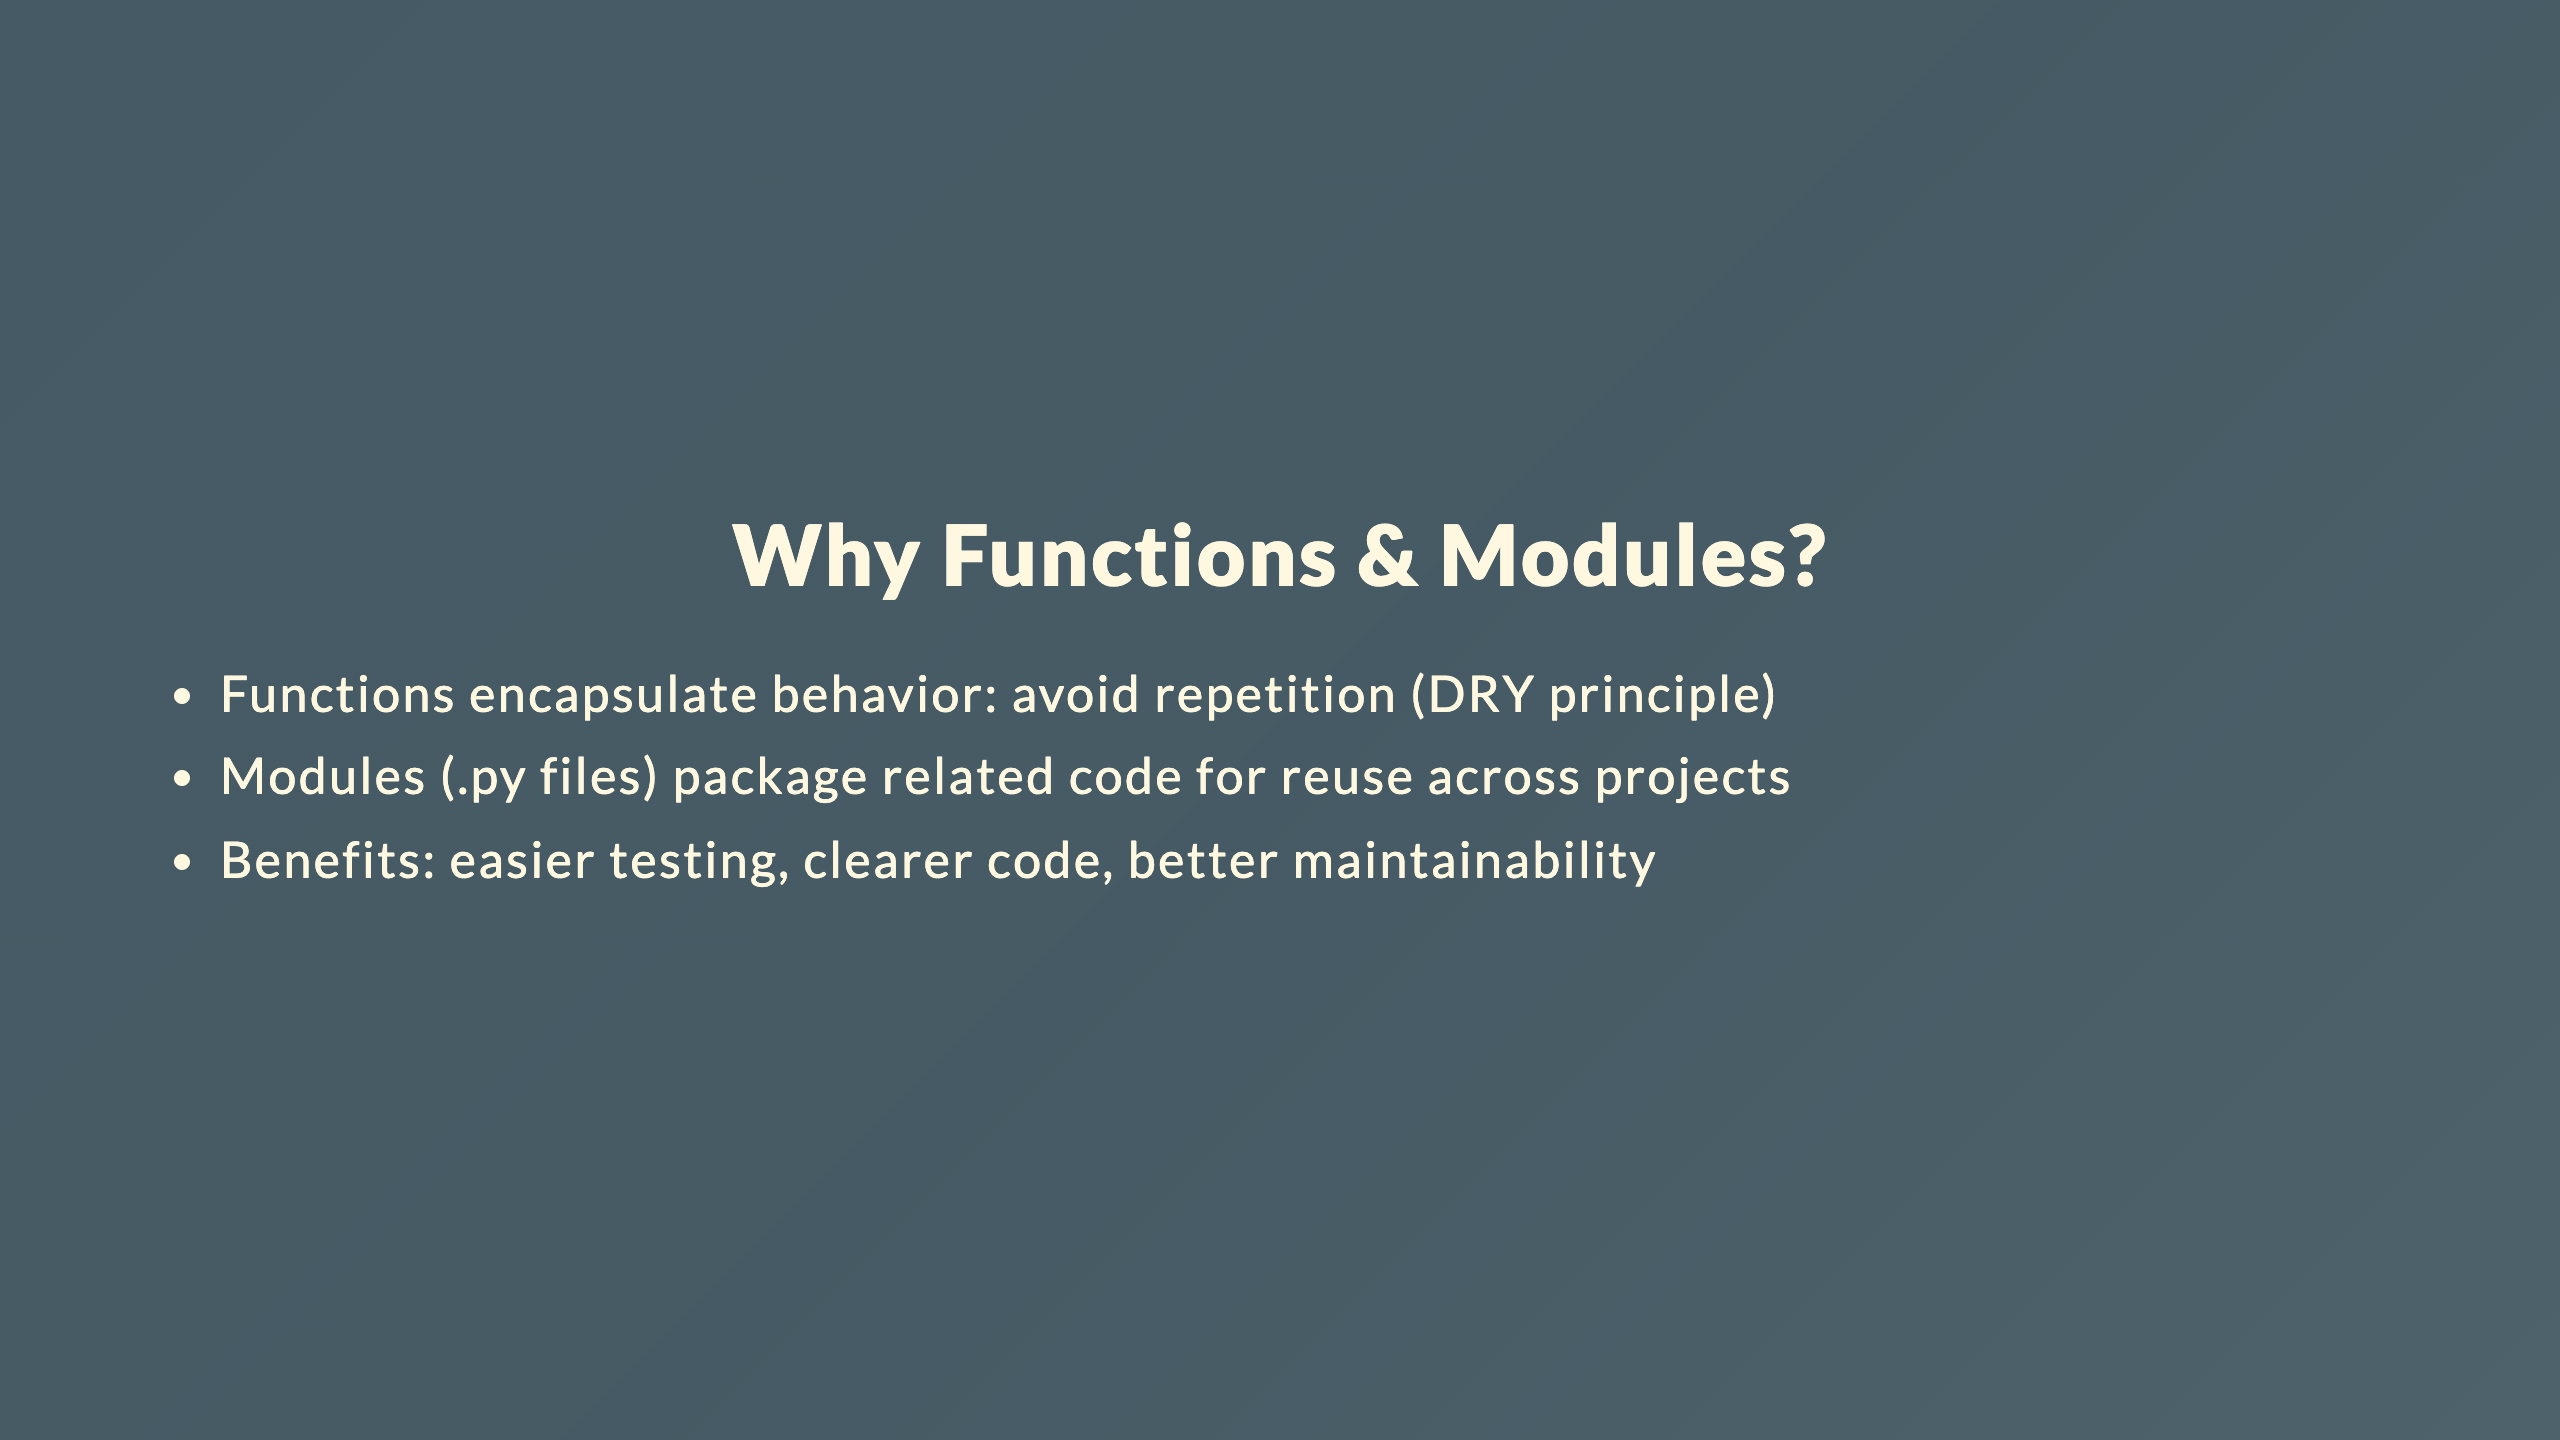 Why Functions & Modules?
• Functions encapsulate behavior: avoid repetition (DRY principle)
• Modules (.py files) package related code for reuse across projects
• Benefits: easier testing, clearer code, better maintainability